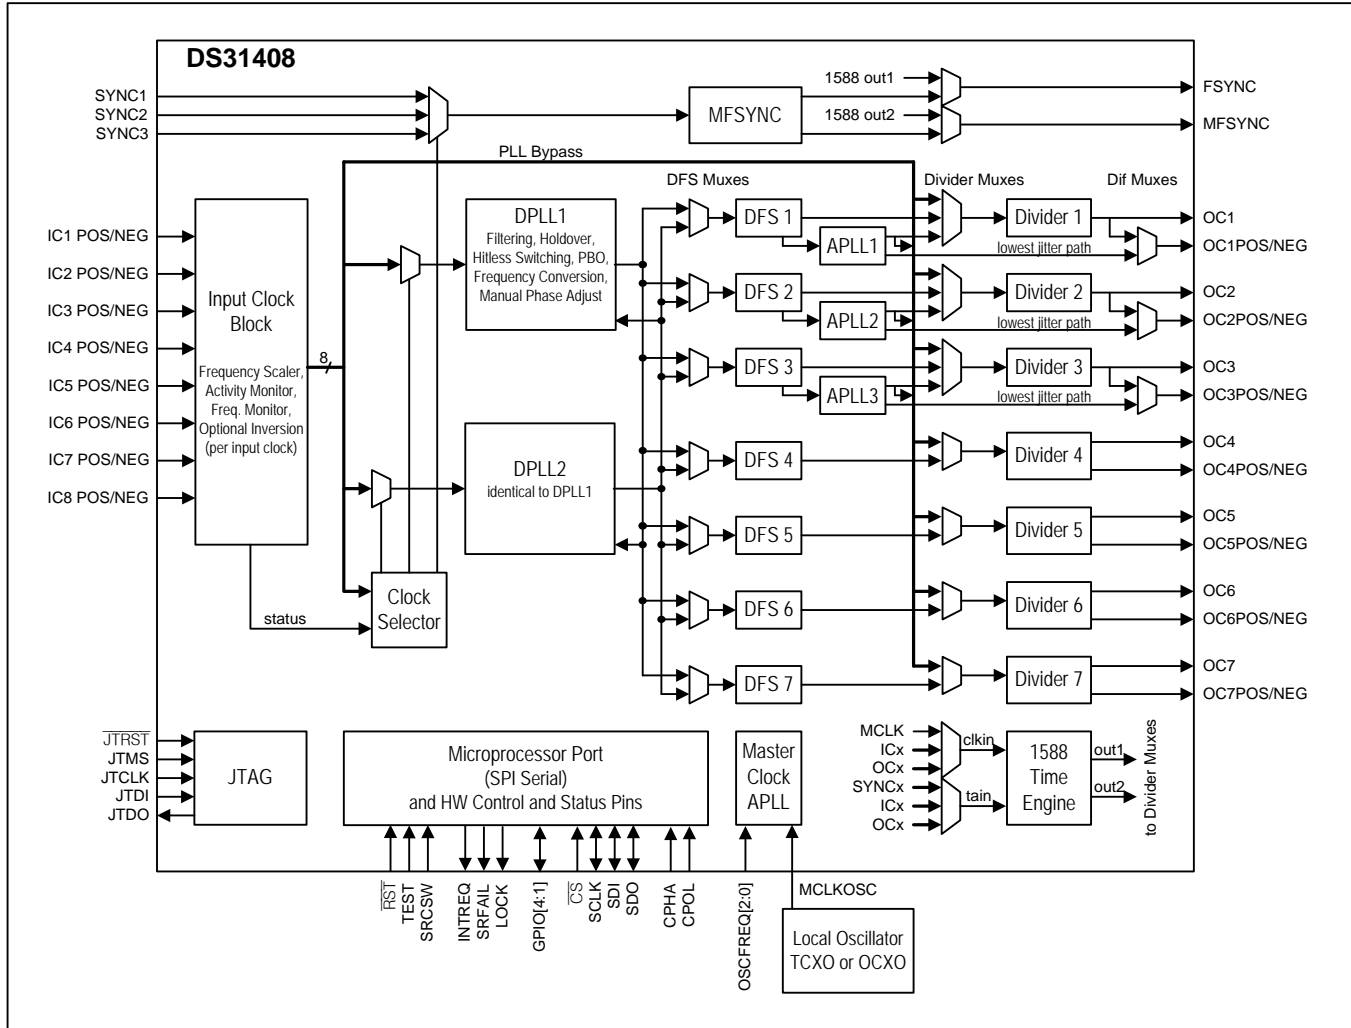 DS31408
SYNC1
SYNC2
SYNC3
MFSYNC
1588 out1
1588 out2
FSYNC
MFSYNC
PLL Bypass
DFS Muxes
Divider Muxes
Dif Muxes
IC1 POS/NEG
IC2 POS/NEG
IC3 POS/NEG
IC4 POS/NEG
IC5 POS/NEG
IC6 POS/NEG
IC7 POS/NEG
IC8 POS/NEG
Input Clock
Block
Frequency Scaler,
Activity Monitor,
Freq. Monitor,
Optional Inversion
(per input clock)
8
status
Clock
Selector
DPLL1
Filtering, Holdover,
Hitless Switching, PBO,
Frequency Conversion,
Manual Phase Adjust
DPLL2
identical to DPLL1
DFS 1
APLL1
lowest jitter path
Divider 1
OC1
OC1POS/NEG
DFS 2
APLL2
lowest jitter path
Divider 2
OC2
OC2POS/NEG
DFS 3
APLL3
lowest jitter path
Divider 3
OC3
OC3POS/NEG
DFS 4
Divider 4
OC4
OC4POS/NEG
DFS 5
Divider 5
OC5
OC5POS/NEG
DFS 6
Divider 6
OC6
OC6POS/NEG
DFS 7
Divider 7
OC7
OC7POS/NEG
JTRST
JTMS
JTCLK
JTDI
JTDO
JTAG
Microprocessor Port
(SPI Serial)
and HW Control and Status Pins
RST
TEST
SRCSW
INTREQ
SRFAIL
LOCK
GPIO[4:1]
CS
SCLK
SDI
SDO
CPHA
CPOL
Master
Clock
APLL
OSCFREQ[2:0]
MCLKOSC
Local Oscillator
TCXO or OCXO
MCLK
ICx
OCx
SYNCx
ICx
OCx
clkin
tain
1588
Time
Engine
out1
out2
to Divider Muxes